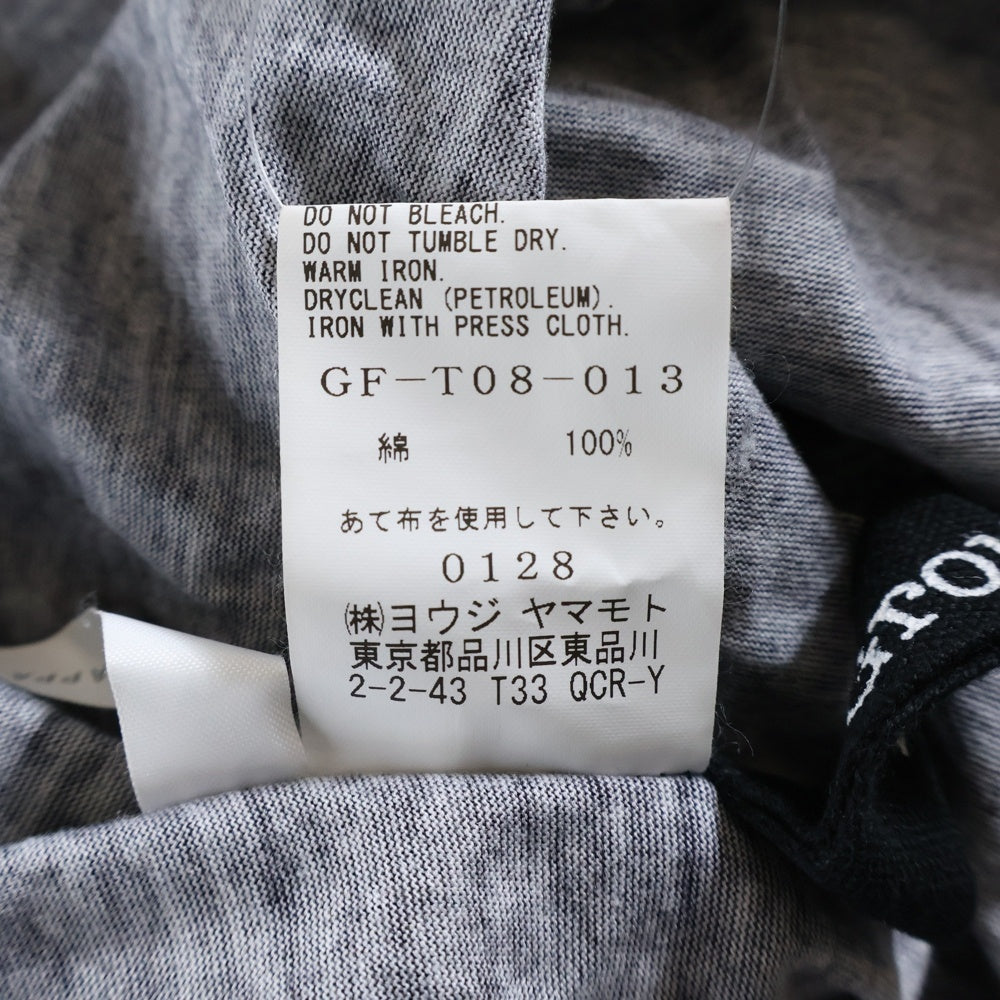 DO NOT BLEACH.
DO NOT TUMBLE DRY.
WARM IRON.
DRYCLEAN (PETROLEUM).
IRON WITH PRESS CLOTH.
GF-T08-013
綿 100%
あて布を使用して下さい。
0128
㈱ヨウジ ヤマモト
東京都品川区東品川
2-2-43 T33 QCR-Y